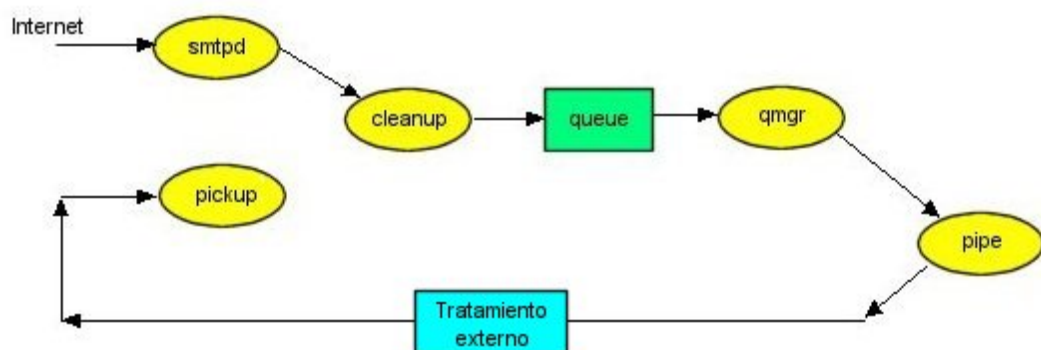 Internet
smtpd
cleanup
queue
qmgr
pickup
pipe
Tratamiento
externo